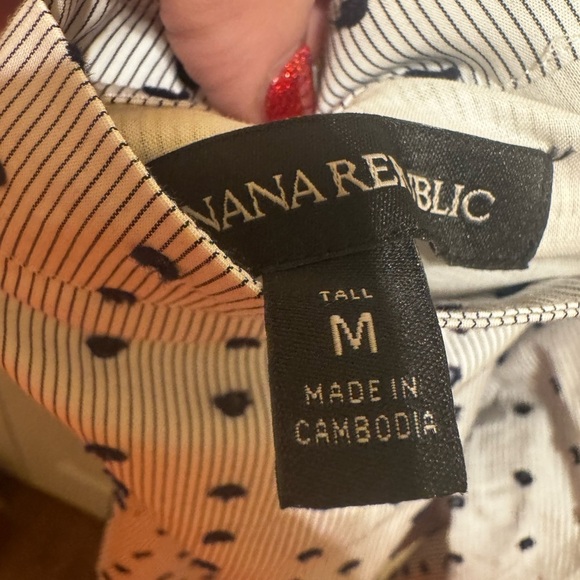 NANA REPUBLIC
TALL
M
MADE IN
CAMBODIA